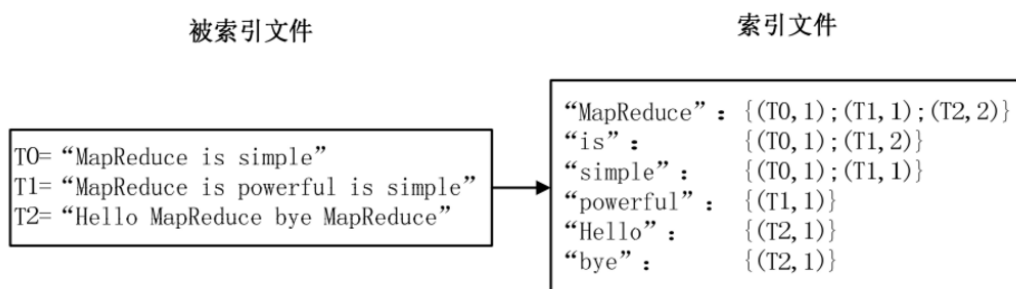 被索引文件
索引文件
T0= “MapReduce is simple”
T1= “MapReduce is powerful is simple”
T2= “Hello MapReduce bye MapReduce”
“MapReduce”: {(T0, 1);(T1, 1);(T2, 2)}
“is”: {(T0, 1);(T1, 2)}
“simple”: {(T0, 1);(T1, 1)}
“powerful”: {(T1, 1)}
“Hello”: {(T2, 1)}
“bye”: {(T2, 1)}